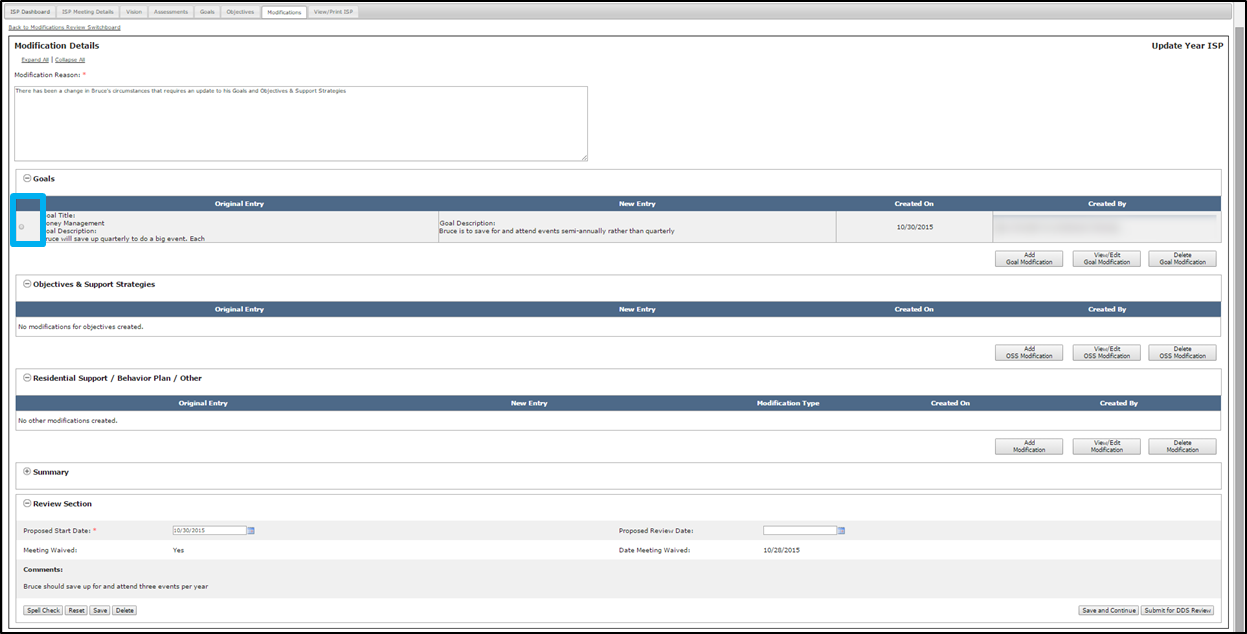 ISP Dashboard ISP Meeting Details Vision Assessments Goals Objectives Modifications View/Print ISP
Back to Modifications Review Switchboard
Modification Details Update Year ISP
Expand All | Collapse All
Modification Reason: *
There has been a change in Bruce's circumstances that requires an update to his Goals and Objectives & Support Strategies
Goals
Original Entry New Entry Created On Created By
oal Title:
oney Management
oal Description:
ruce will save up quarterly to do a big event. Each
Goal Description:
Bruce is to save for and attend events semi-annually rather than quarterly
10/30/2015
Add Goal Modification View/Edit Goal Modification Delete Goal Modification
Objectives & Support Strategies
Original Entry New Entry Created On Created By
No modifications for objectives created.
Add OSS Modification View/Edit OSS Modification Delete OSS Modification
Residential Support / Behavior Plan / Other
Original Entry New Entry Modification Type Created On Created By
No other modifications created.
Add Modification View/Edit Modification Delete Modification
Summary
Review Section
Proposed Start Date: * 10/30/2015 Proposed Review Date:
Meeting Waived: Yes Date Meeting Waived: 10/28/2015
Comments:
Bruce should save up for and attend three events per year
Spell Check Reset Save Delete Save and Continue Submit for DDS Review